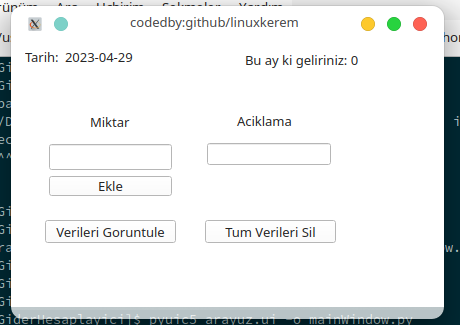 codedby:github/linuxkerem
Tarih: 2023-04-29
Bu ay ki geliriniz: 0
Miktar
Aciklama
Ekle
Verileri Goruntule
Tum Verileri Sil
GiderHesaplayici]$ pyuic5 arayuz.ui -o mainWindow.py